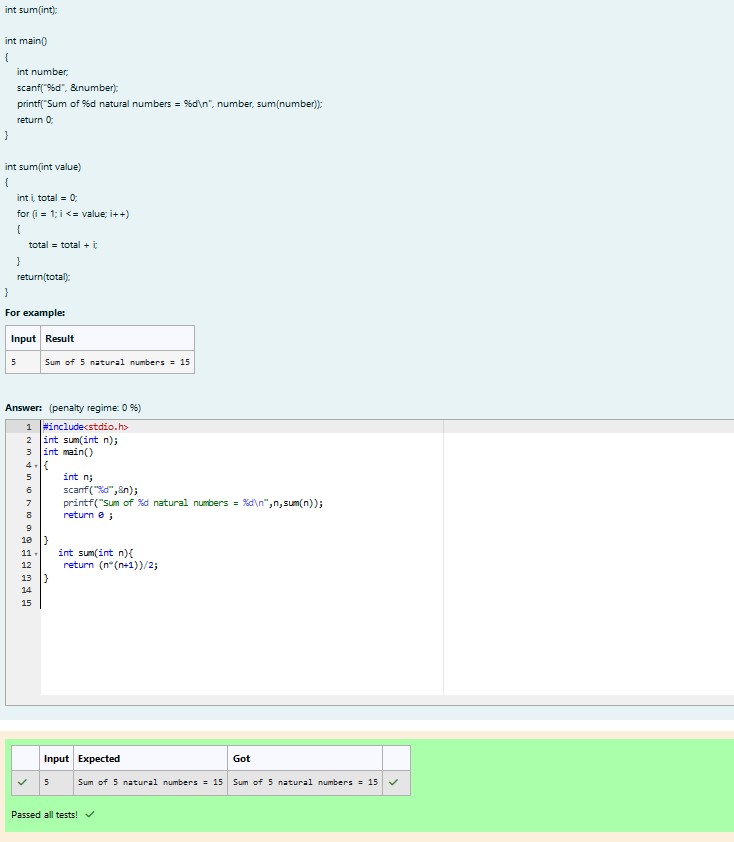 int sum(int);
int main()
{
int number;
scanf("%d", &number);
printf("Sum of %d natural numbers = %d\n", number, sum(number));
return 0;
}
int sum(int value)
{
int i, total = 0;
for (i = 1; i <= value; i++)
{
total = total + i;
}
return(total);
}
For example:
Input Result
5 Sum of 5 natural numbers = 15
Answer: (penalty regime: 0 %)
1 #include<stdio.h>
2 int sum(int n);
3 int main()
4 {
5 int n;
6 scanf("%d",&n);
7 printf("Sum of %d natural numbers = %d\n",n,sum(n));
8 return 0 ;
9
10 }
11 int sum(int n){
12 return (n*(n+1))/2;
13 }
14
15
Input Expected Got
5 Sum of 5 natural numbers = 15 Sum of 5 natural numbers = 15
Passed all tests!